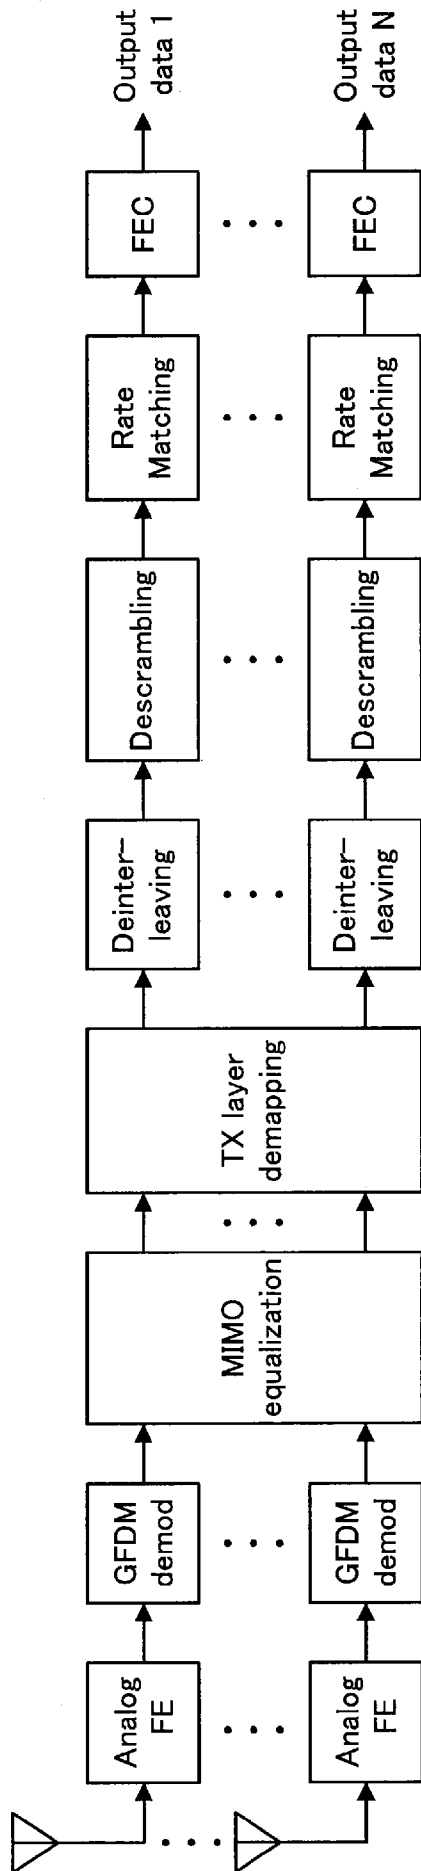 Analog
FE
GFDM
demod
MIMO
equalization
TX layer
demapping
Deinter-
leaving
Descrambling
Rate
Matching
FEC
Output
data 1
Analog
FE
GFDM
demod
Deinter-
leaving
Descrambling
Rate
Matching
FEC
Output
data N